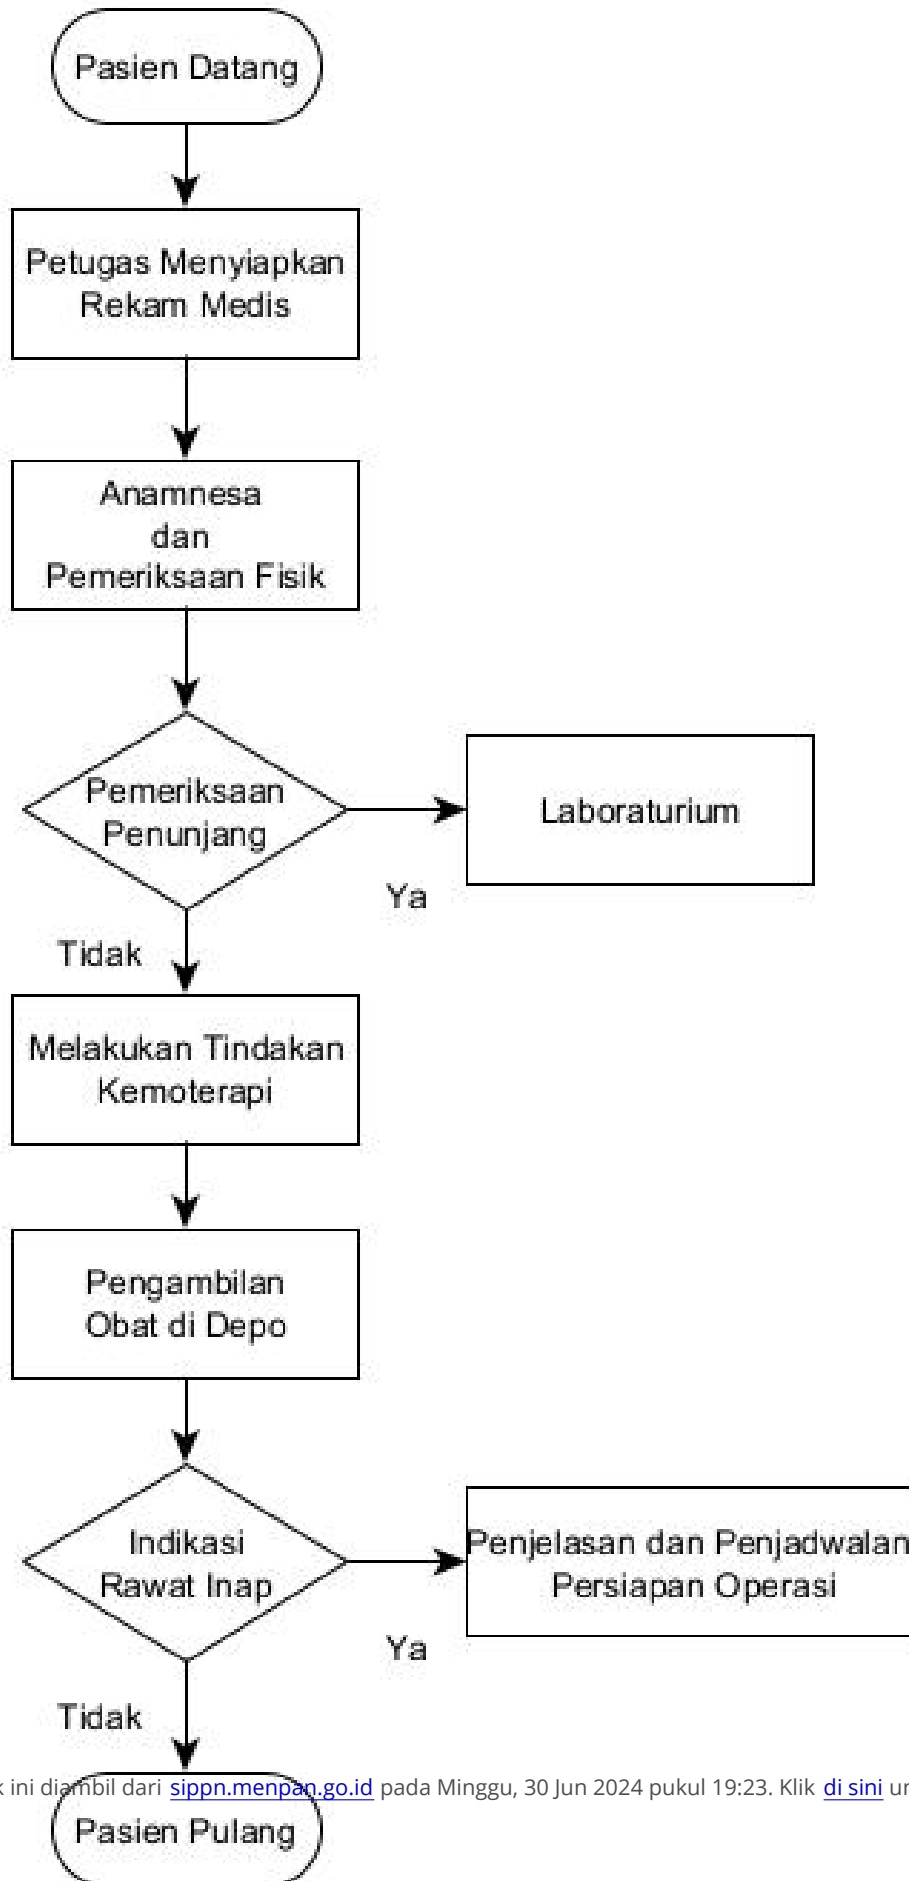 Pasien Datang
Petugas Menyiapkan
Rekam Medis
Anamnesa
dan
Pemeriksaan Fisik
Pemeriksaan
Penunjang
Laboraturium
Ya
Tidak
Melakukan Tindakan
Kemoterapi
Pengambilan
Obat di Depo
Indikasi
Rawat Inap
Penjelasan dan Penjadwalan
Persiapan Operasi
Ya
Tidak
ini diambil dari sippn.menpan.go.id pada Minggu, 30 Jun 2024 pukul 19:23. Klik di sini
Pasien Pulang